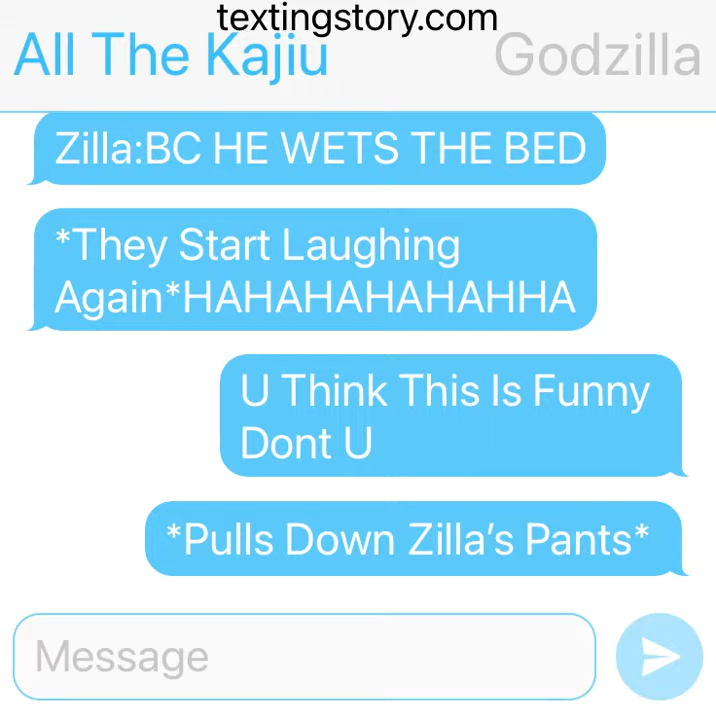 textingstory.com
All The Kajiu Godzilla
Zilla:BC HE WETS THE BED
*They Start Laughing
Again*HAHAHAHAHAHHA
U Think This Is Funny
Dont U
*Pulls Down Zilla’s Pants*
Message